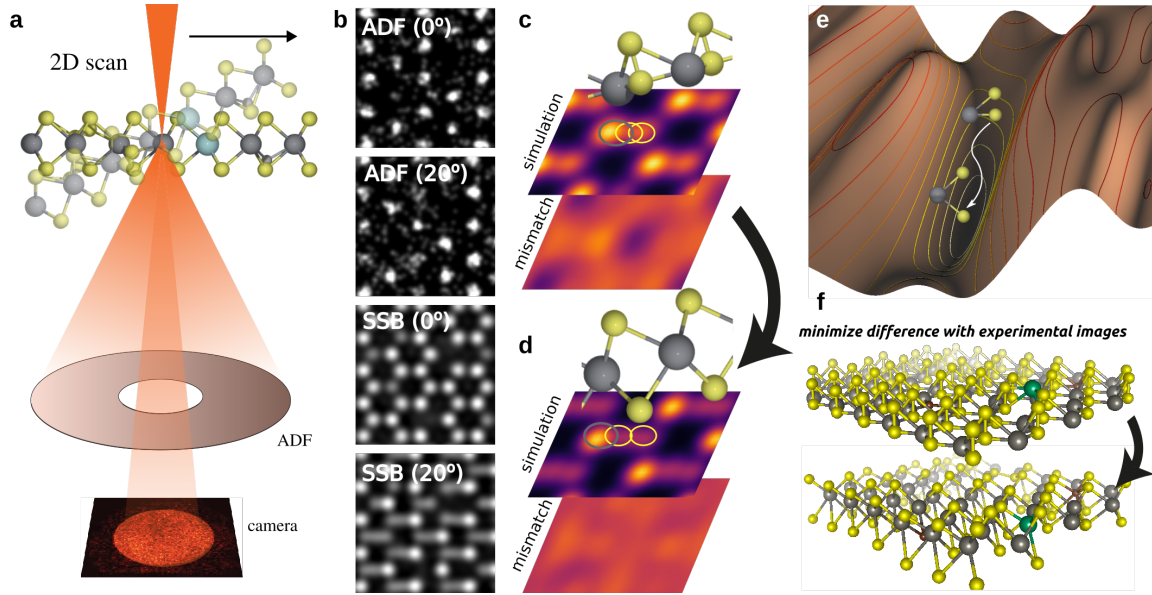 a
2D scan
ADF
camera
b
ADF (0º)
ADF (20º)
SSB (0º)
SSB (20º)
c
simulation
mismatch
d
simulation
mismatch
e
f
minimize difference with experimental images